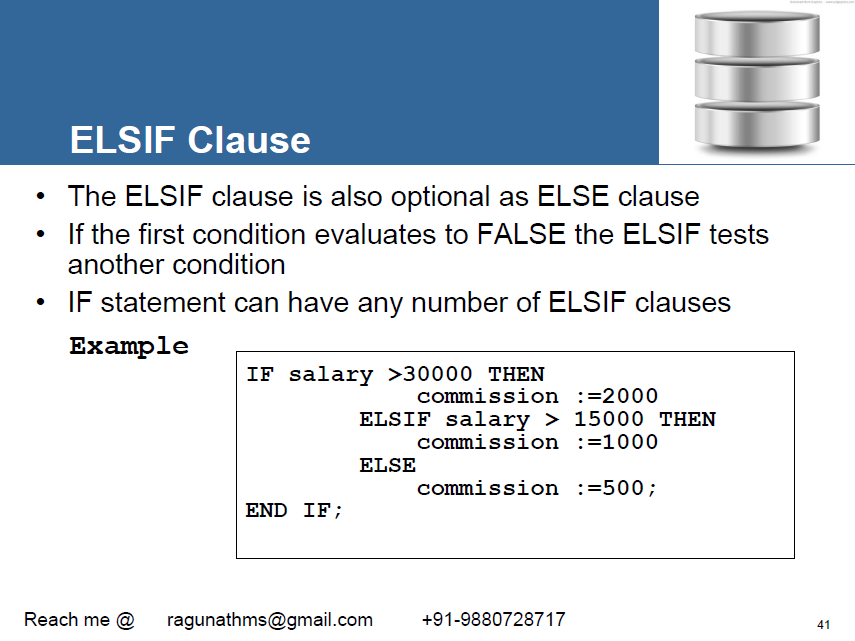 ELSIF Clause
• The ELSIF clause is also optional as ELSE clause
• If the first condition evaluates to FALSE the ELSIF tests
another condition
• IF statement can have any number of ELSIF clauses
Example
IF salary >30000 THEN
commission :=2000
ELSIF salary > 15000 THEN
commission :=1000
ELSE
commission :=500;
END IF;
Reach me @ ragunathms@gmail.com +91-9880728717
41